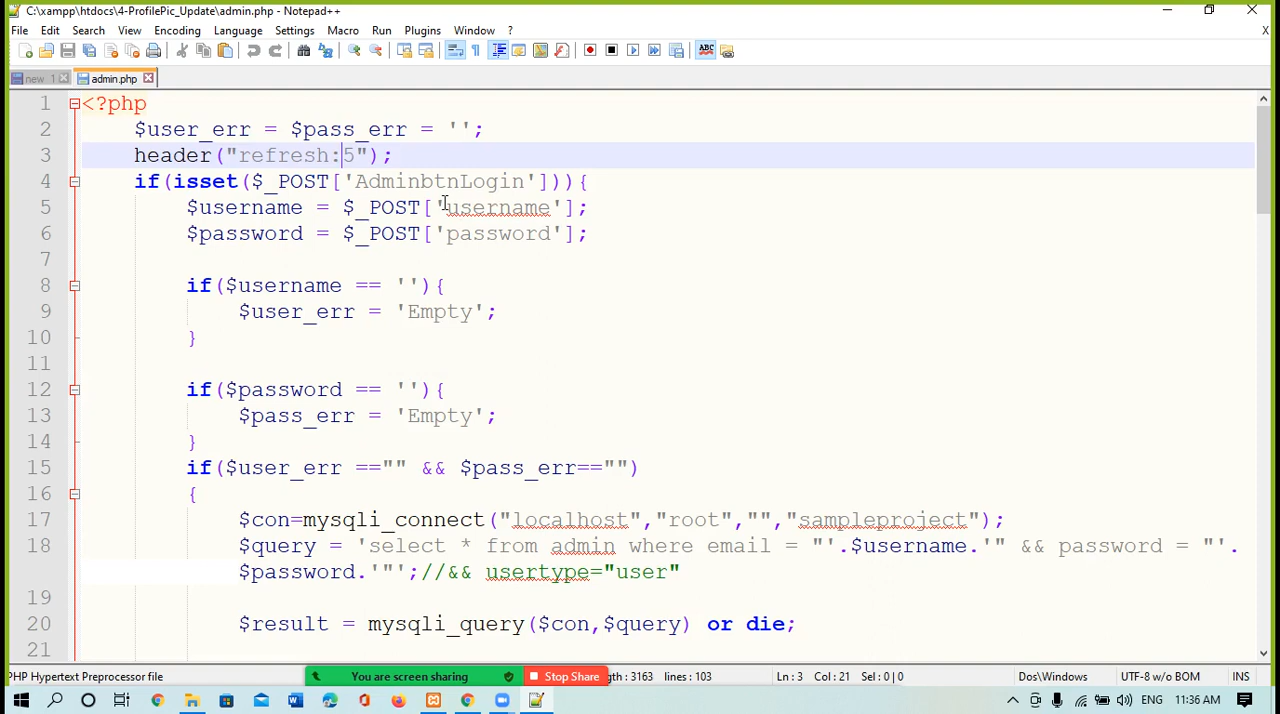 C:\xampp\htdocs\4-ProfilePic_Update\admin.php - Notepad++
File Edit Search View Encoding Language Settings Macro Run Plugins Window ? X
new 1 admin.php
1 <?php
2 $user_err = $pass_err = '';
3 header("refresh:5");
4 if(isset($_POST['AdminbtnLogin'])){
5 $username = $_POST['username'];
6 $password = $_POST['password'];
7
8 if($username == ''){
9 $user_err = 'Empty';
10 }
11
12 if($password == ''){
13 $pass_err = 'Empty';
14 }
15 if($user_err =="" && $pass_err=="")
16 {
17 $con=mysqli_connect("localhost","root","","sampleproject");
18 $query = 'select * from admin where email = "'.$username.'" && password = "'.
$password.'"';//&& usertype="user"
19
20 $result = mysqli_query($con,$query) or die;
21
PHP Hypertext Preprocessor file You are screen sharing Stop Share gth : 3163 lines : 103 Ln : 3 Col : 21 Sel : 0 | 0 Dos\Windows UTF-8 w/o BOM INS
ENG 11:36 AM